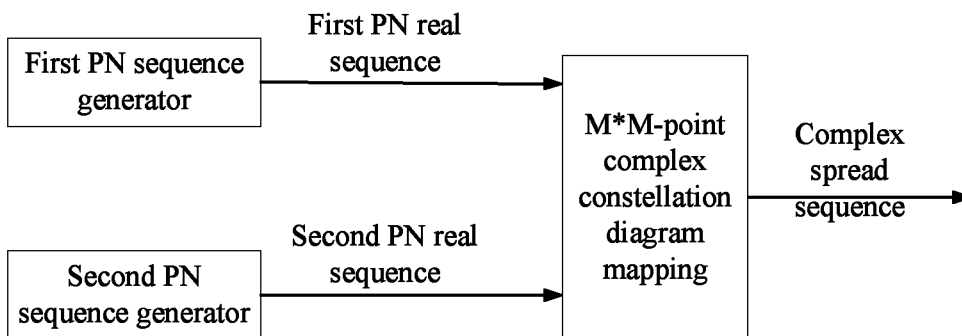 First PN sequence
generator
First PN real
sequence
M*M-point
complex
constellation
diagram
mapping
Complex
spread
sequence
Second PN
sequence generator
Second PN real
sequence